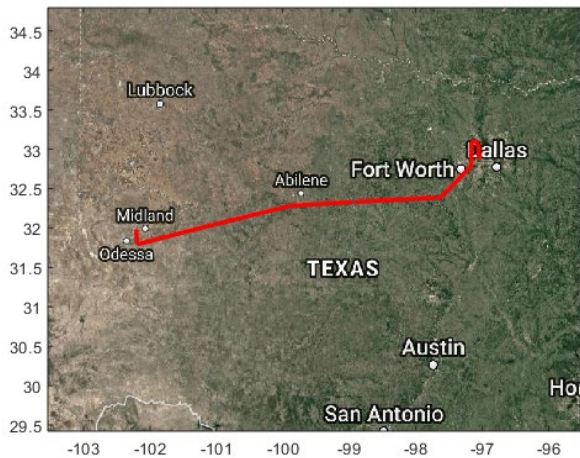 34.5
34
33.5
Lubbock
33
Dallas
Fort Worth
32.5
Abilene
32
Midland
Odessa
31.5
TEXAS
31
30.5
Austin
30
Hou
29.5
San Antonio
-103 -102 -101 -100 -99 -98 -97 -96